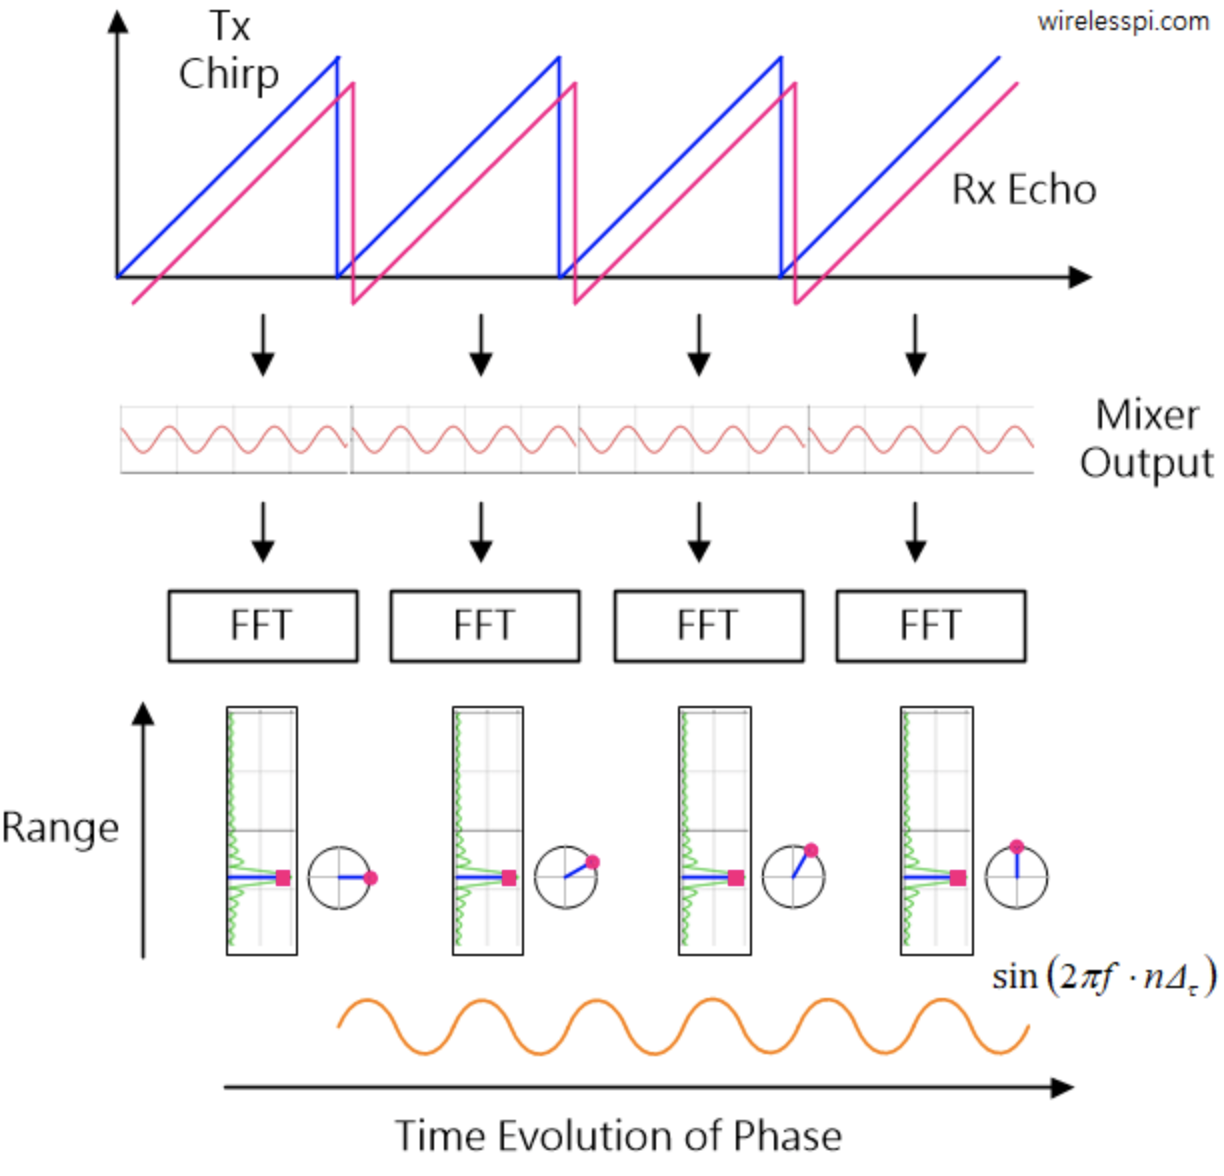 wirelesspi.com
Tx
Chirp
Rx Echo
Mixer
Output
FFT FFT FFT FFT
Range
sin (2πf · nΔτ)
Time Evolution of Phase